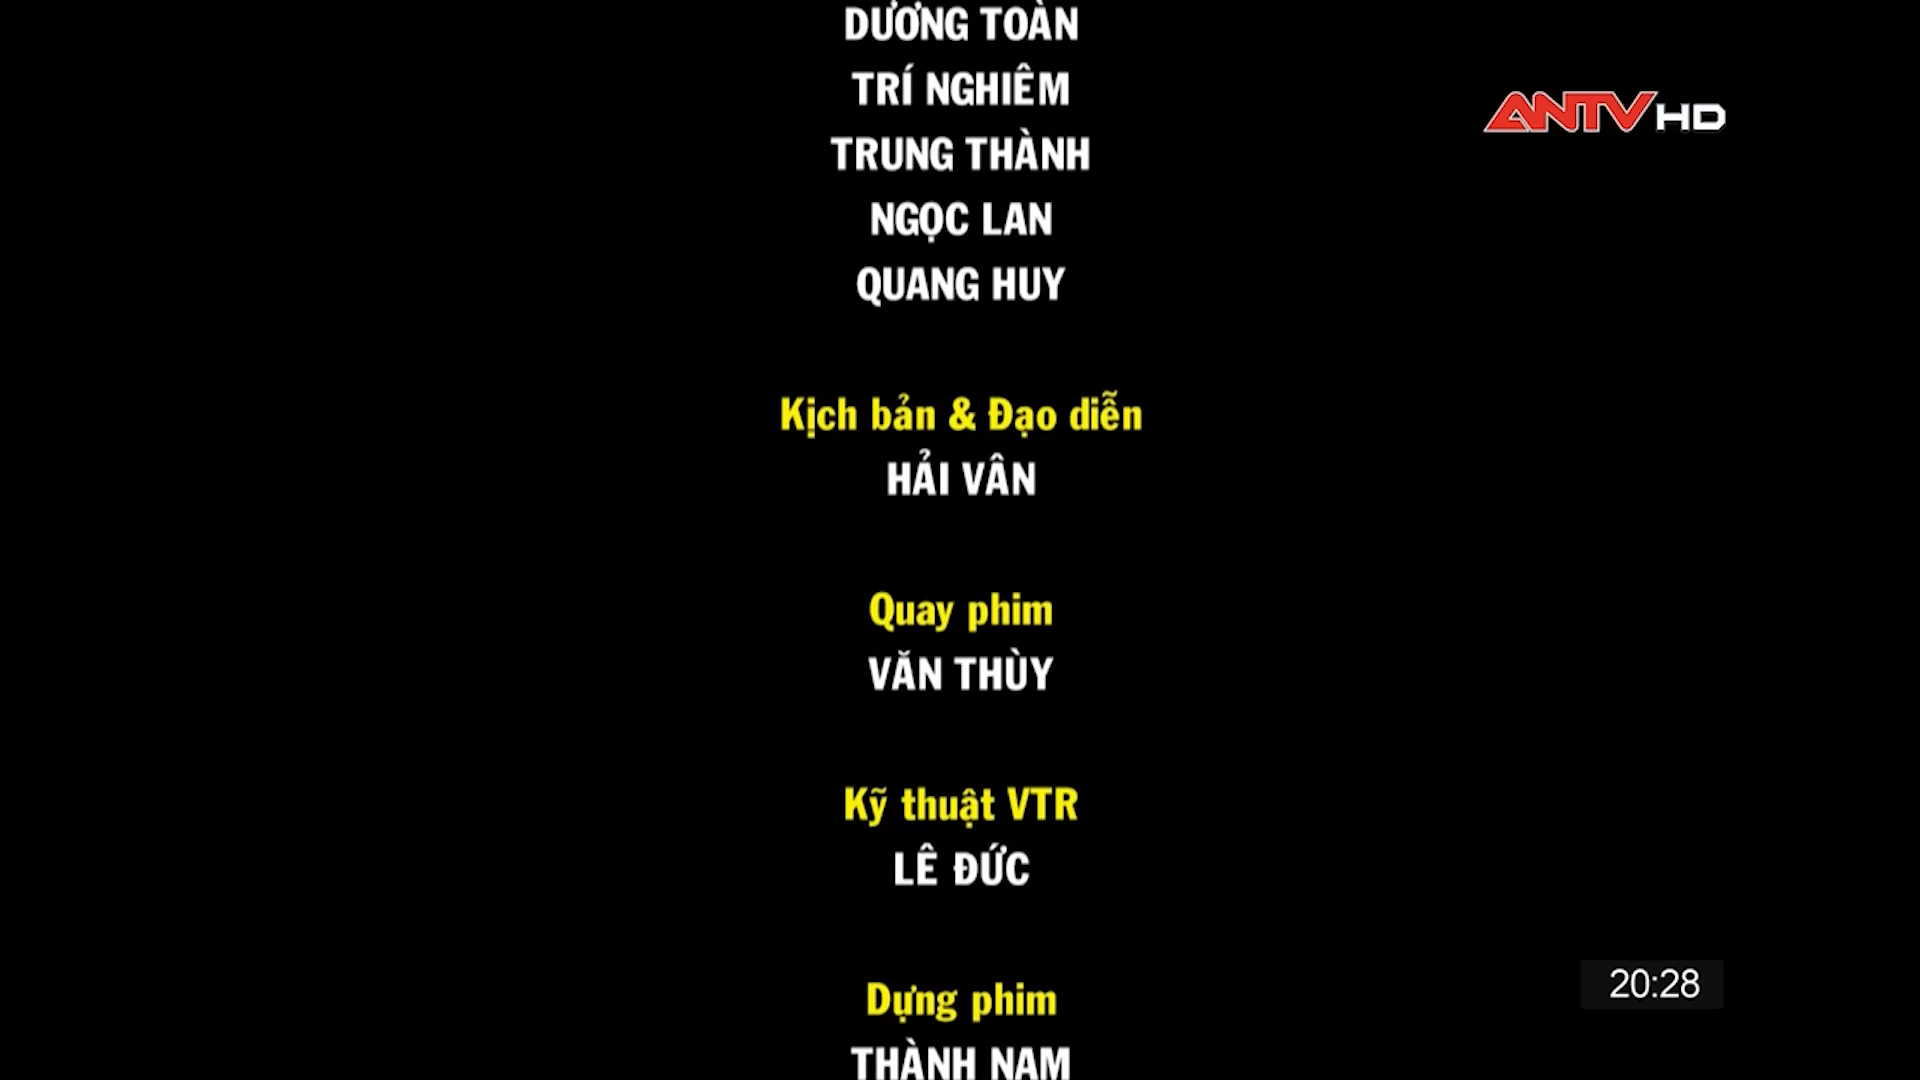 DƯƠNG TOÀN
TRÍ NGHIÊM
TRUNG THÀNH
NGỌC LAN
QUANG HUY
Kịch bản & Đạo diễn
HẢI VÂN
Quay phim
VĂN THÙY
Kỹ thuật VTR
LÊ ĐỨC
Dựng phim
THÀNH NAM
ANTV HD
20:28